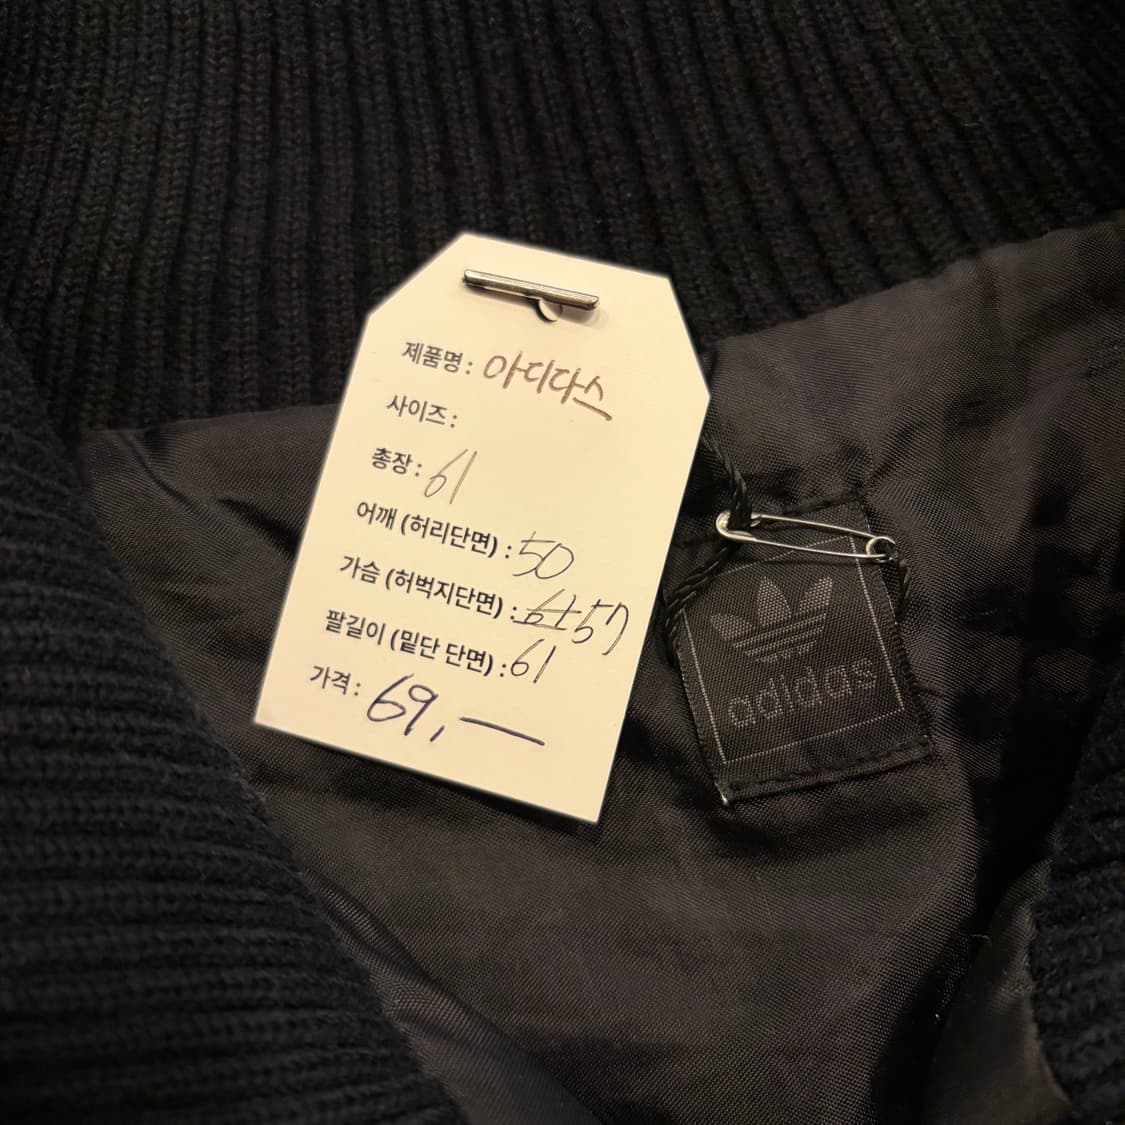 제품명: 아디다스
사이즈:
총장: 61
어깨 (허리단면) : 50
가슴 (허벅지단면) : 61 57
팔길이 (밑단 단면) : 61
가격: 69,—
adidas